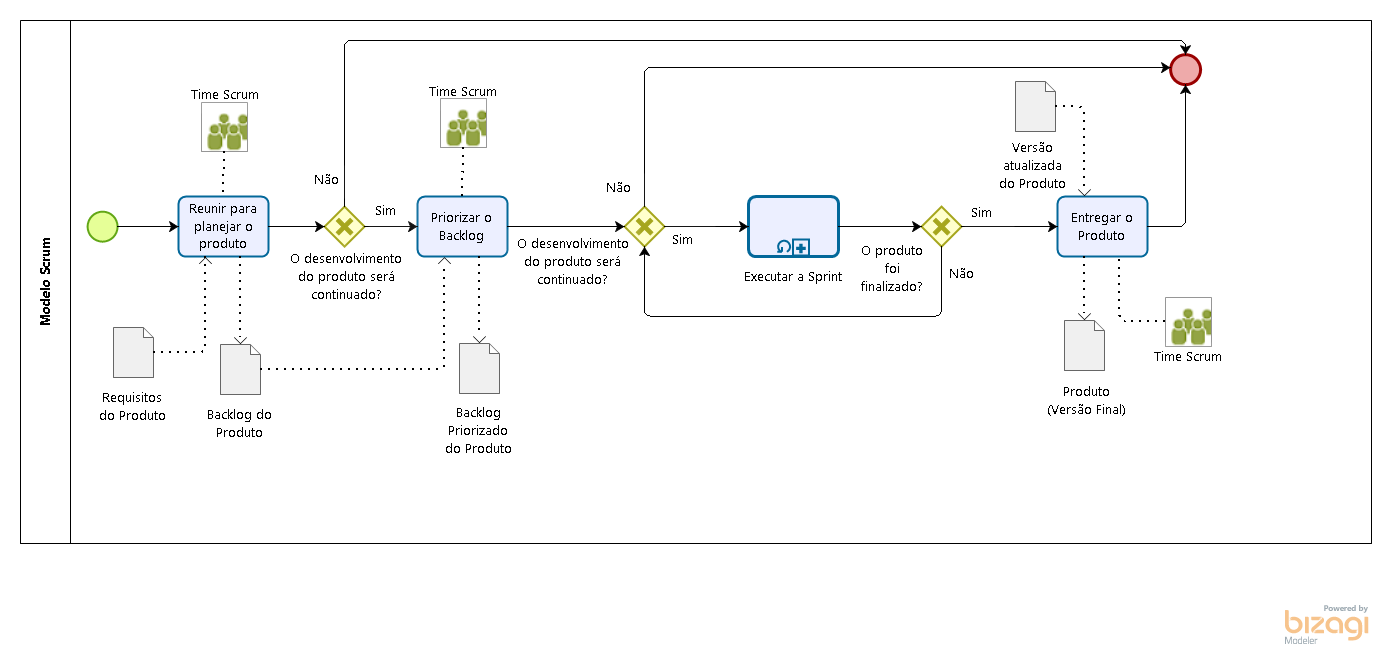 Modelo Scrum
Time Scrum
Reunir para
planejar o
produto
Requisitos
do Produto
Backlog do
Produto
Não
Sim
O desenvolvimento
do produto será
continuado?
Time Scrum
Priorizar o
Backlog
Backlog
Priorizado
do Produto
O desenvolvimento
do produto será
continuado?
Não
Sim
Executar a Sprint
O produto
foi
finalizado?
Sim
Não
Versão
atualizada
do Produto
Entregar o
Produto
Produto
(Versão Final)
Time Scrum
Powered by
bizagi
Modeler